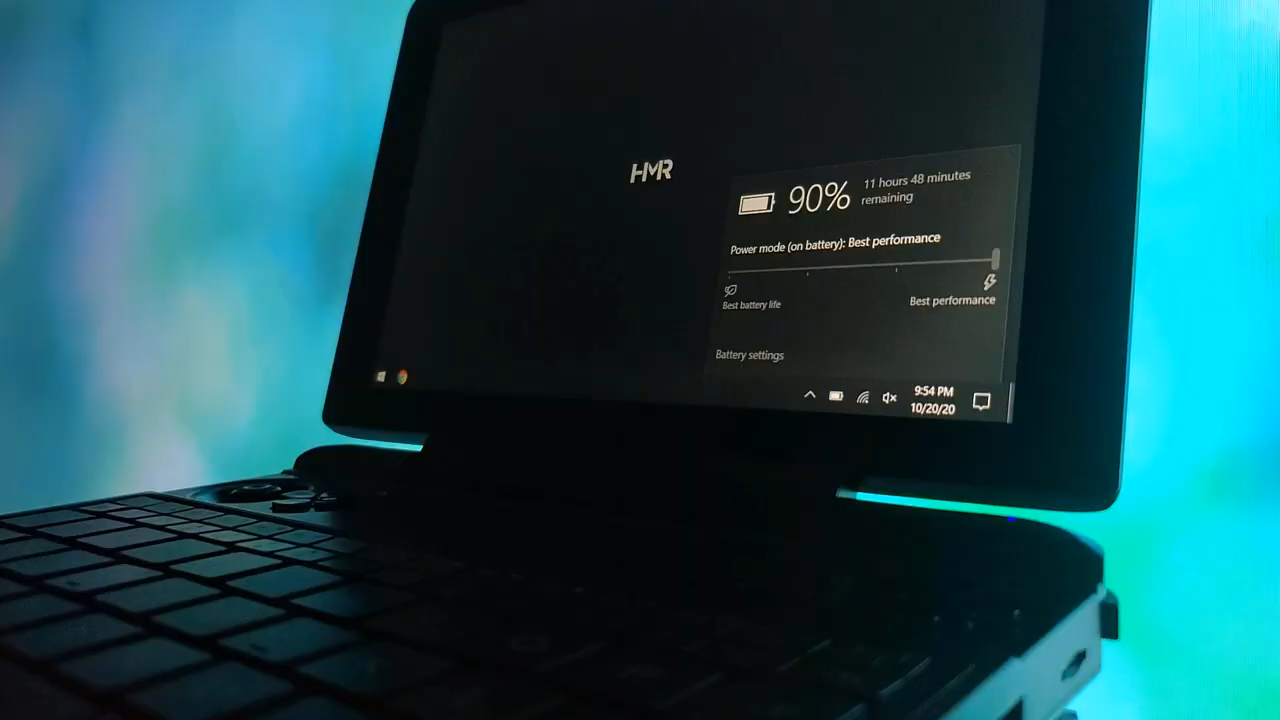 HMR
90%
11 hours 48 minutes
remaining
Power mode (on battery): Best performance
Best battery life
Best performance
Battery settings
9:54 PM
10/20/20